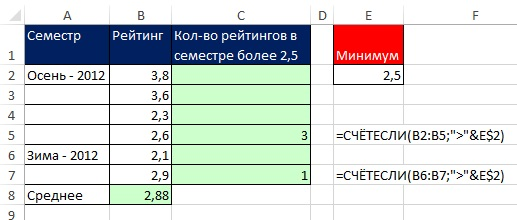 A B C D E F
1 Семестр Рейтинг Кол-во рейтингов в семестре более 2,5 Минимум
2 Осень - 2012 3,8 2,5
3 3,6
4 2,3
5 2,6 3 =СЧЁТЕСЛИ(B2:B5;">"&E$2)
6 Зима - 2012 2,1
7 2,9 1 =СЧЁТЕСЛИ(B6:B7;">"&E$2)
8 Среднее 2,88